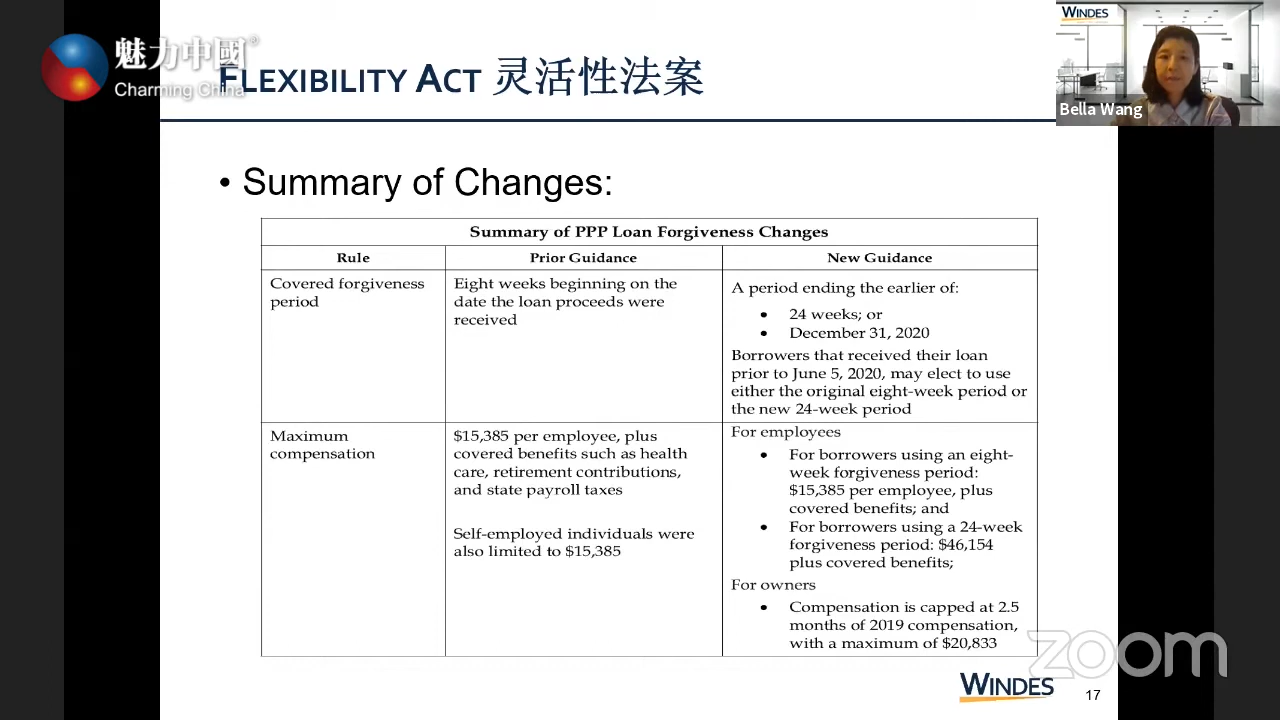 魅力中國®
Charming China
FLEXIBILITY ACT 灵活性法案
WINDES
Bella Wang
• Summary of Changes:
Summary of PPP Loan Forgiveness Changes
Rule
Prior Guidance
New Guidance
Covered forgiveness
period
Eight weeks beginning on the
date the loan proceeds were
received
A period ending the earlier of:
• 24 weeks; or
• December 31, 2020
Borrowers that received their loan
prior to June 5, 2020, may elect to use
either the original eight-week period or
the new 24-week period
Maximum
compensation
$15,385 per employee, plus
covered benefits such as health
care, retirement contributions,
and state payroll taxes
Self-employed individuals were
also limited to $15,385
For employees
• For borrowers using an eight-
week forgiveness period:
$15,385 per employee, plus
covered benefits; and
• For borrowers using a 24-week
forgiveness period: $46,154
plus covered benefits;
For owners
• Compensation is capped at 2.5
months of 2019 compensation,
with a maximum of $20,833
zoom
WINDES
17